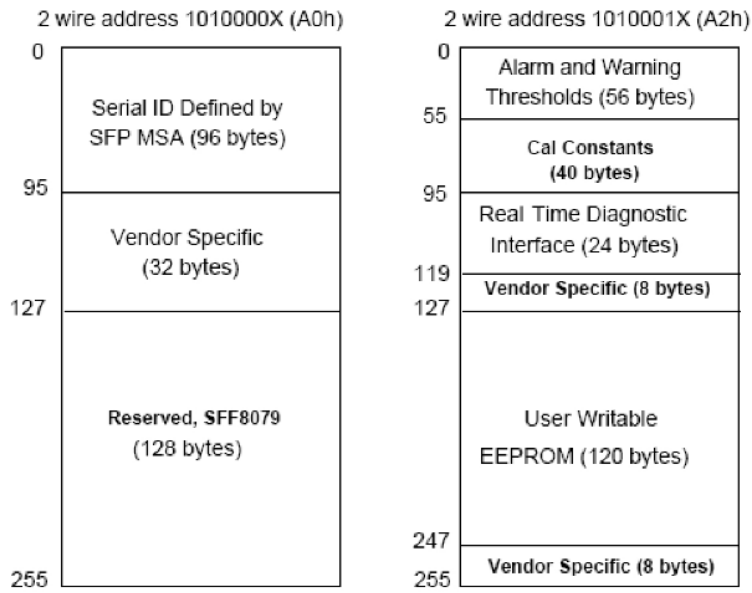 2 wire address 1010000X (A0h)
0
Serial ID Defined by
SFP MSA (96 bytes)
95
Vendor Specific
(32 bytes)
127
Reserved, SFF8079
(128 bytes)
255
2 wire address 1010001X (A2h)
0
Alarm and Warning
Thresholds (56 bytes)
55
Cal Constants
(40 bytes)
95
Real Time Diagnostic
Interface (24 bytes)
119
Vendor Specific (8 bytes)
127
User Writable
EEPROM (120 bytes)
247
Vendor Specific (8 bytes)
255